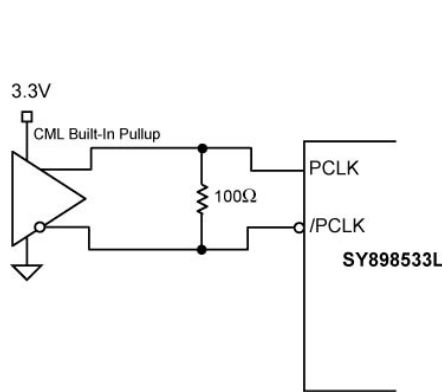 3.3V
CML Built-In Pullup
100Ω
PCLK
/PCLK
SY898533L